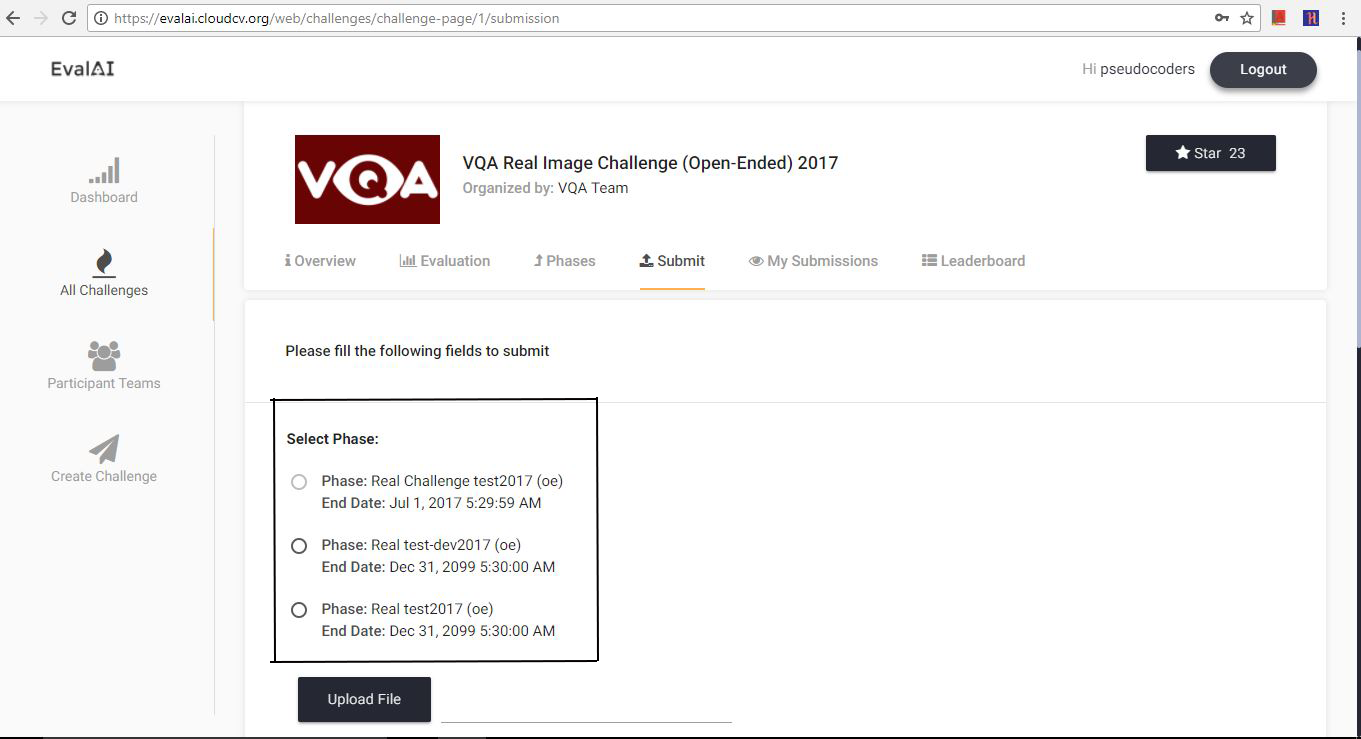 https://evalai.cloudcv.org/web/challenges/challenge-page/1/submission
EvalAI
Hi pseudocoders
Logout
Dashboard
All Challenges
Participant Teams
Create Challenge
VQA
VQA Real Image Challenge (Open-Ended) 2017
Organized by: VQA Team
Star 23
Overview
Evaluation
Phases
Submit
My Submissions
Leaderboard
Please fill the following fields to submit
Select Phase:
Phase: Real Challenge test2017 (oe)
End Date: Jul 1, 2017 5:29:59 AM
Phase: Real test-dev2017 (oe)
End Date: Dec 31, 2099 5:30:00 AM
Phase: Real test2017 (oe)
End Date: Dec 31, 2099 5:30:00 AM
Upload File